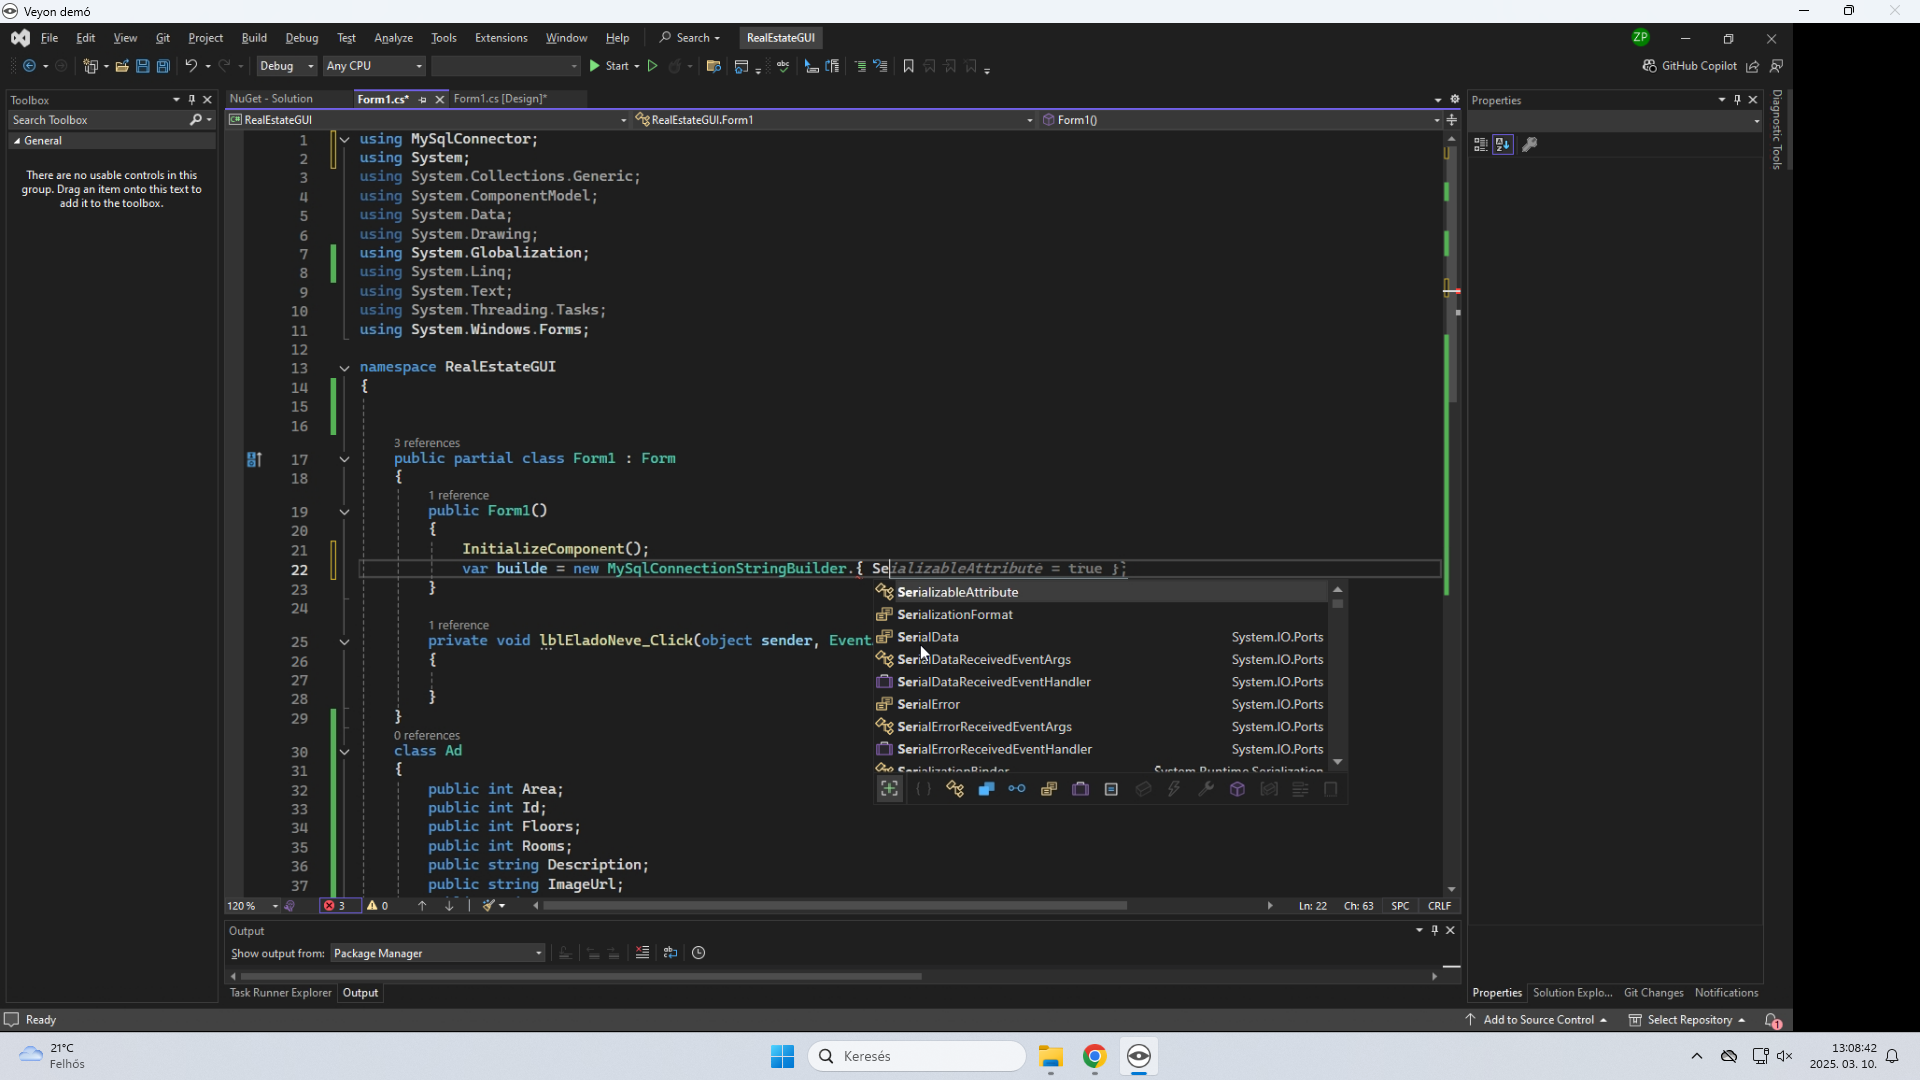 Veyon demó
File Edit View Git Project Build Debug Test Analyze Tools Extensions Window Help Search RealEstateGUI ZP
Debug Any CPU Start GitHub Copilot
Toolbox
Search Toolbox
General
There are no usable controls in this
group. Drag an item onto this text to
add it to the toolbox.
NuGet - Solution Form1.cs* Form1.cs [Design]*
RealEstateGUI RealEstateGUI.Form1 Form1()
1 using MySqlConnector;
2 using System;
3 using System.Collections.Generic;
4 using System.ComponentModel;
5 using System.Data;
6 using System.Drawing;
7 using System.Globalization;
8 using System.Linq;
9 using System.Text;
10 using System.Threading.Tasks;
11 using System.Windows.Forms;
12
13 namespace RealEstateGUI
14 {
15
16
3 references
17 public partial class Form1 : Form
18 {
1 reference
19 public Form1()
20 {
21 InitializeComponent();
22 var builde = new MySqlConnectionStringBuilder.{ SeialializableAttribute = true };
23 }
24
1 reference
25 private void lblEladoNeve_Click(object sender, Event
26 {
27
28 }
29 }
0 references
30 class Ad
31 {
32 public int Area;
33 public int Id;
34 public int Floors;
35 public int Rooms;
36 public string Description;
37 public string ImageUrl;
SerializableAttribute
SerializationFormat
SerialData System.IO.Ports
SerialDataReceivedEventArgs System.IO.Ports
SerialDataReceivedEventHandler System.IO.Ports
SerialError System.IO.Ports
SerialErrorReceivedEventArgs System.IO.Ports
SerialErrorReceivedEventHandler System.IO.Ports
SerializationBinder System.Runtime.Serialization
120 % 3 0 Ln: 22 Ch: 63 SPC CRLF
Output
Show output from: Package Manager
Task Runner Explorer Output
Properties
Diagnostic Tools
Properties Solution Explo... Git Changes Notifications
Ready Add to Source Control Select Repository 1
21°C
Felhős
Keresés
13:08:42
2025. 03. 10.